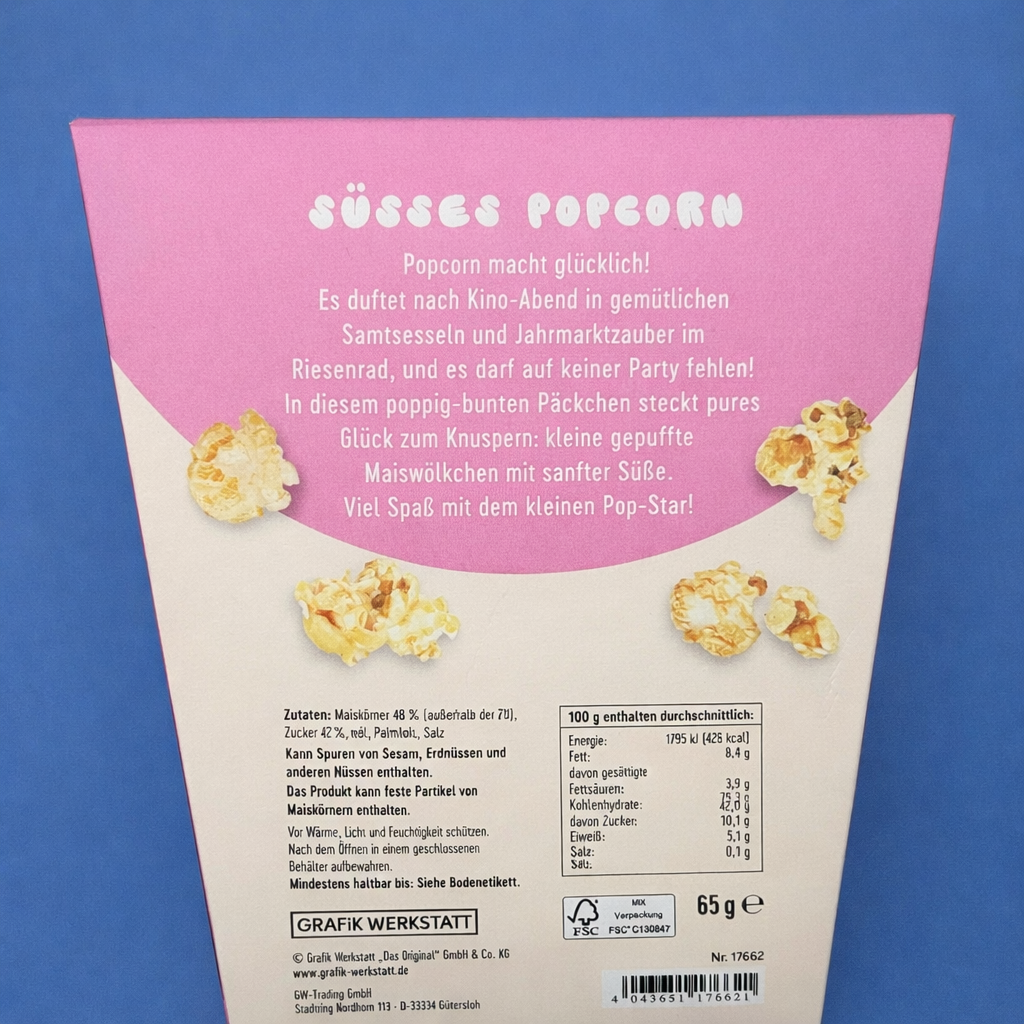 SÜSSES POPCORN
Popcorn macht glücklich!
Es duftet nach Kino-Abend in gemütlichen
Samtsesseln und Jahrmarktzauber im
Riesenrad, und es darf auf keiner Party fehlen!
In diesem poppig-bunten Päckchen steckt pures
Glück zum Knuspern: kleine gepuffte
Maiswölkchen mit sanfter Süße.
Viel Spaß mit dem kleinen Pop-Star!
Zutaten: Maiskörner 48 % (außerhalb der
Zucker 42 %, Salz
Kann Spuren von Sesam, Erdnüssen und
anderen Nüssen enthalten.
Das Produkt kann feste Partikel von
Maiskörnern enthalten.
Vor Wärme, Licht und Feuchtigkeit schützen.
Nach dem Öffnen in einem geschlossenen
Behälter aufbewahren.
Mindestens haltbar bis: Siehe Bodenetikett.
GRAFiK WERKSTATT
© Grafik Werkstatt „Das Original" GmbH & Co. KG
www.grafik-werkstatt.de
GW-Trading GmbH
Nordhorn 113 · D-33334 Gütersloh
100 g enthalten durchschnittlich:
Energie: 1795 kJ (426 kcal)
Fett: 8,4 g
davon gesättigte
Fettsäuren: 3,9 g
Kohlenhydrate: 42,0 g
davon Zucker: 10,1 g
Eiweiß: 5,1 g
Salz: 0,1 g
FSC
MIX
Verpackung
FSC® C130847
65 g ℮
Nr. 17662
4 043651 176621